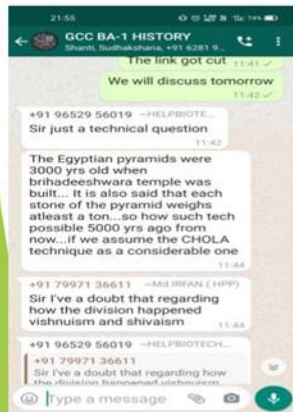 21:55
74%
GCC BA-1 HISTORY
Shanti, Sudhakshana, +91 6281 9...
The link got cut 11:41
We will discuss tomorrow
11:42
+91 96529 56019 ~HELPBIOTE...
Sir just a technical question
11:42
The Egyptian pyramids were
3000 yrs old when
brihadeeshwara temple was
built... It is also said that each
stone of the pyramid weighs
atleast a ton...so how such tech
possible 5000 yrs ago from
now...if we assume the CHOLA
technique as a considerable one
11:44
+91 79971 36611 ~Md.IRFAN ( HPP)
Sir I've a doubt that regarding
how the division happened
vishnuism and shivaism 11:44
+91 96529 56019 ~HELPBIOTECH...
+91 79971 36611
Sir I've a doubt that regarding how
the division happened vishnuism
Type a message